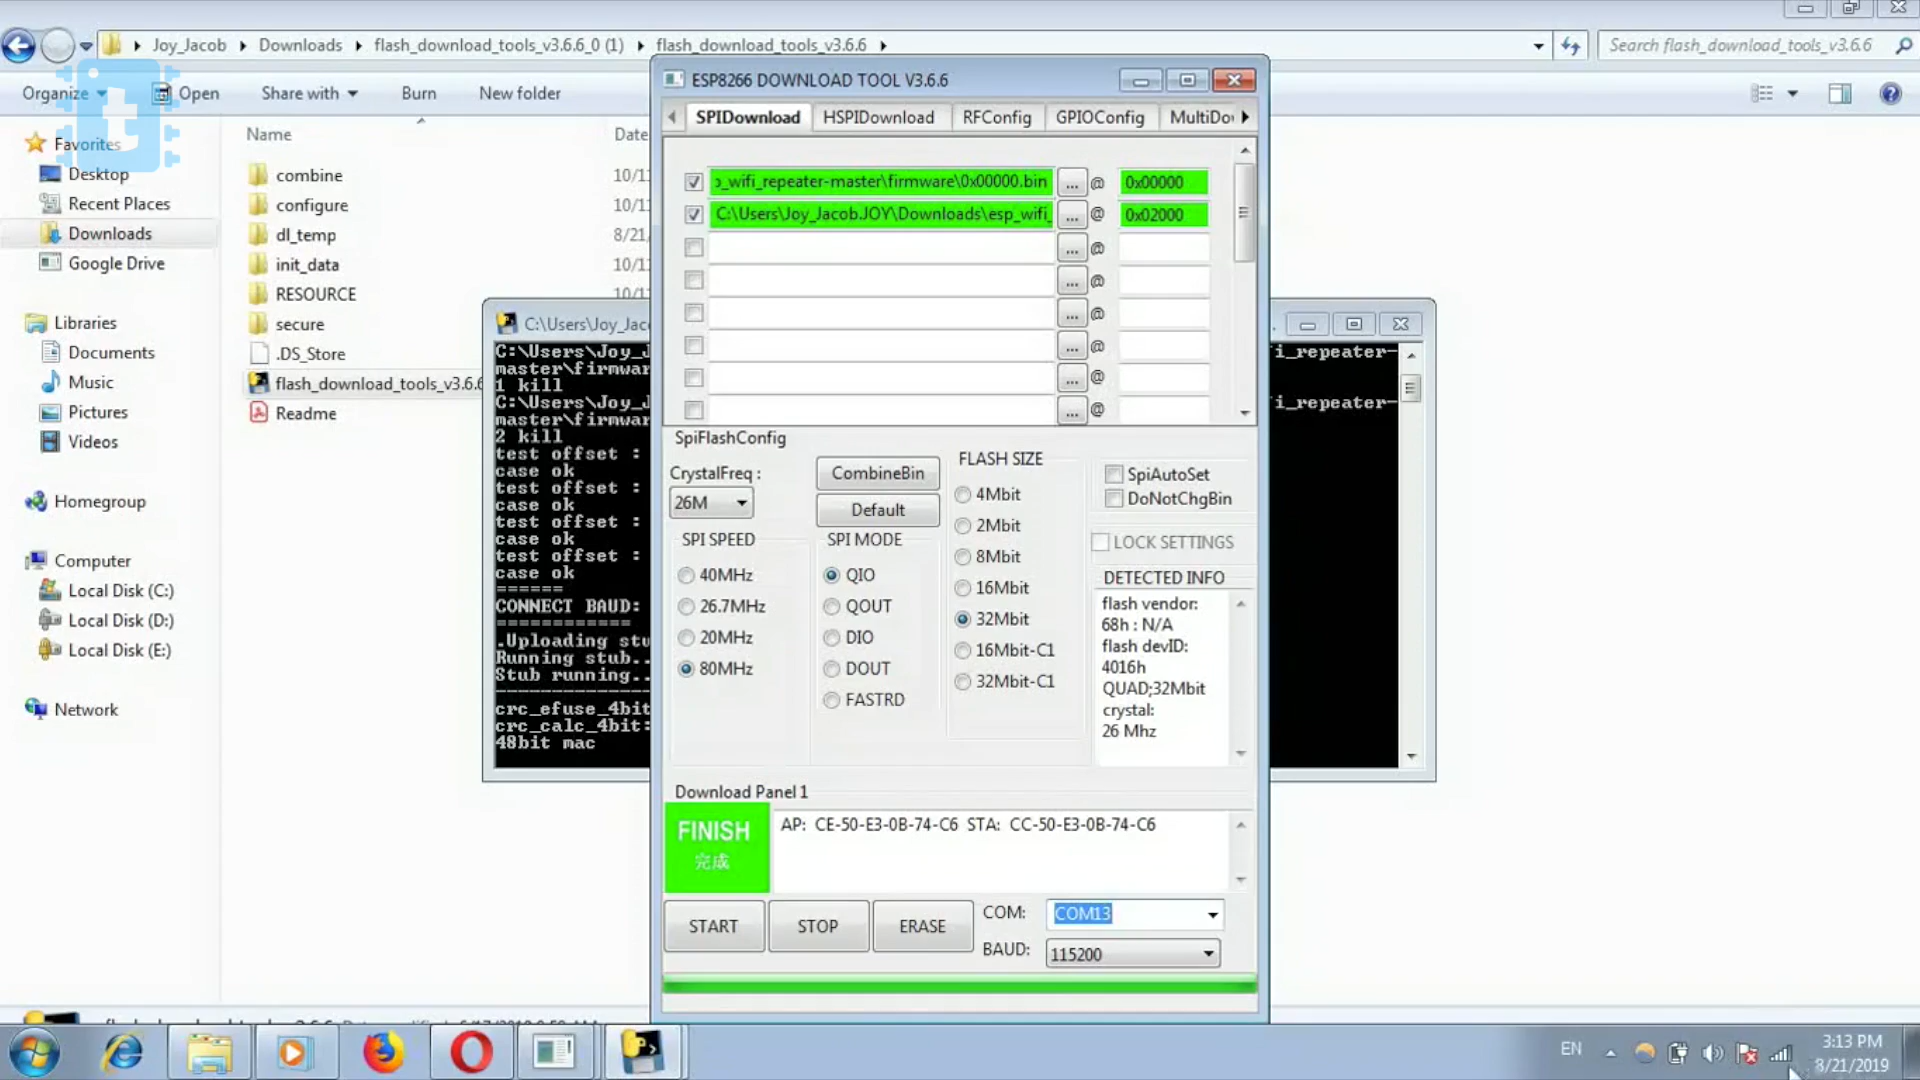 Joy_Jacob
Downloads
flash_download_tools_v3.6.6_0 (1)
flash_download_tools_v3.6.6
Search flash_download_tools_v3.6.6
Organize
Open
Share with
Burn
New folder
Favorites
Desktop
Recent Places
Downloads
Google Drive
Libraries
Documents
Music
Pictures
Videos
Homegroup
Computer
Local Disk (C:)
Local Disk (D:)
Local Disk (E:)
Network
Name
Date
combine
10/1
configure
10/1
dl_temp
8/21
init_data
10/1
RESOURCE
10/1
secure
.DS_Store
flash_download_tools_v3.6.6
Readme
C:\Users\Joy_Jac
C:\Users\Joy_J
i_repeater-
master\firmwar
1 kill
C:\Users\Joy_J
i_repeater-
master\firmwar
2 kill
test offset :
case ok
test offset :
case ok
test offset :
case ok
test offset :
case ok
======
CONNECT BAUD:
============
.Uploading stu
Running stub..
Stub running..
crc_efuse_4bit
crc_calc_4bit:
48bit mac
ESP8266 DOWNLOAD TOOL V3.6.6
SPIDownload
HSPIDownload
RFConfig
GPIOConfig
MultiDo
_wifi_repeater-master\firmware\0x00000.bin
...
@
0x00000
C:\Users\Joy_Jacob.JOY\Downloads\esp_wifi_
...
@
0x02000
...
@
...
@
...
@
...
@
...
@
...
@
SpiFlashConfig
CrystalFreq :
26M
CombineBin
Default
SPI SPEED
40MHz
26.7MHz
20MHz
80MHz
SPI MODE
QIO
QOUT
DIO
DOUT
FASTRD
FLASH SIZE
4Mbit
2Mbit
8Mbit
16Mbit
32Mbit
16Mbit-C1
32Mbit-C1
SpiAutoSet
DoNotChgBin
LOCK SETTINGS
DETECTED INFO
flash vendor:
68h : N/A
flash devID:
4016h
QUAD;32Mbit
crystal:
26 Mhz
Download Panel 1
FINISH
完成
AP: CE-50-E3-0B-74-C6 STA: CC-50-E3-0B-74-C6
START
STOP
ERASE
COM:
COM13
BAUD:
115200
EN
3:13 PM
8/21/2019